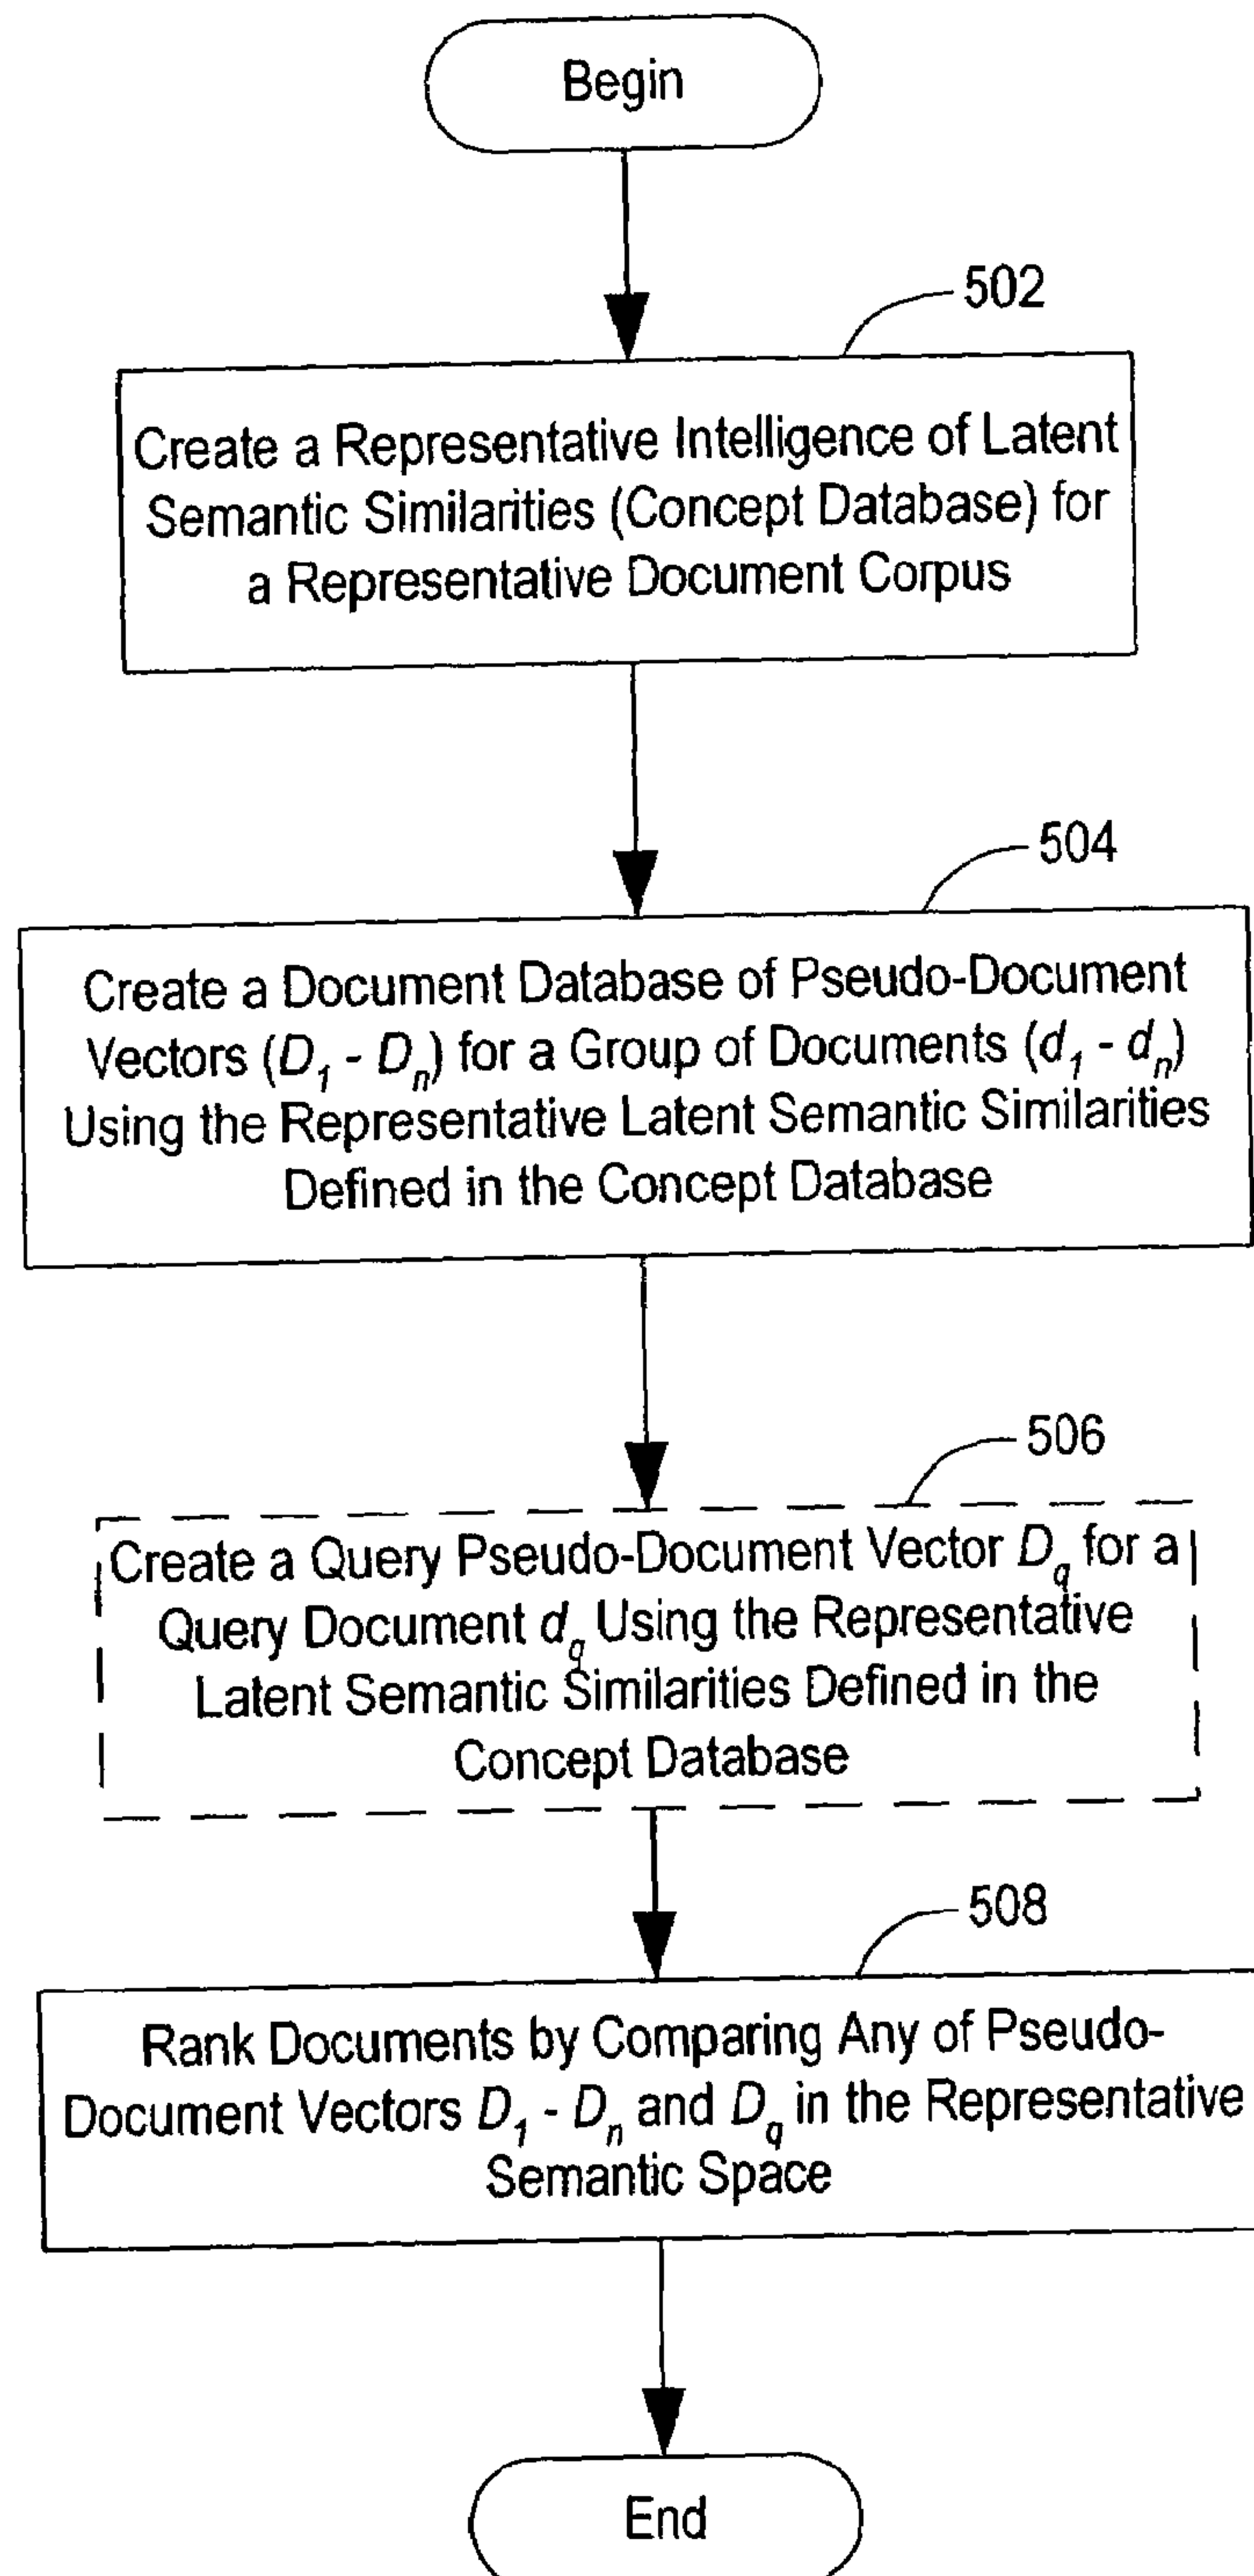 Begin
502
Create a Representative Intelligence of Latent
Semantic Similarities (Concept Database) for
a Representative Document Corpus
504
Create a Document Database of Pseudo-Document
Vectors (D1 - Dn) for a Group of Documents (d1 - dn)
Using the Representative Latent Semantic Similarities
Defined in the Concept Database
506
Create a Query Pseudo-Document Vector Dq for a
Query Document dq Using the Representative
Latent Semantic Similarities Defined in the
Concept Database
508
Rank Documents by Comparing Any of Pseudo-
Document Vectors D1 - Dn and Dq in the Representative
Semantic Space
End